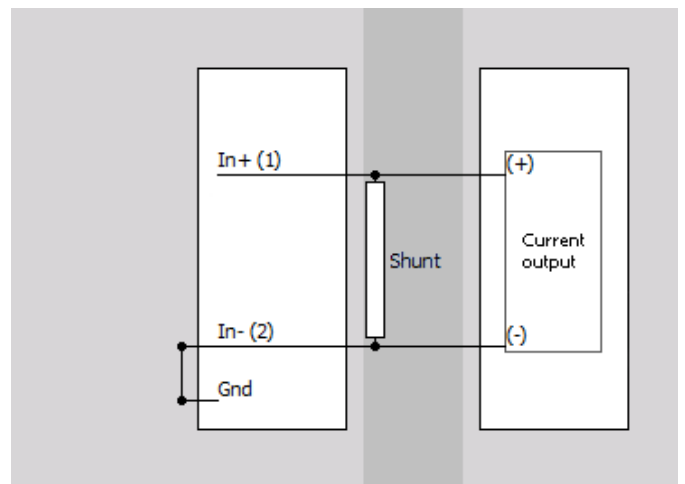 In+ (1)
(+)
Current
output
Shunt
In- (2)
(-)
Gnd